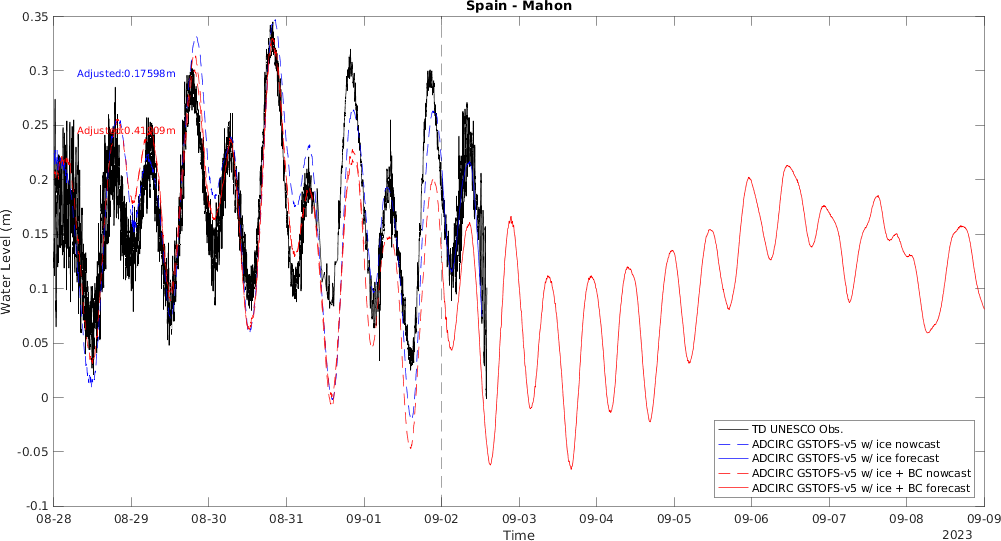 Spain - Mahon
0.35
0.3
0.25
0.2
0.15
0.1
0.05
0
-0.05
-0.1
Water Level (m)
Adjusted:0.17598m
TD UNESCO Obs.
ADCIRC GSTOFS-v5 w/ ice nowcast
ADCIRC GSTOFS-v5 w/ ice forecast
ADCIRC GSTOFS-v5 w/ ice + BC nowcast
ADCIRC GSTOFS-v5 w/ ice + BC forecast
08-28 08-29 08-30 08-31 09-01 09-02 09-03 09-04 09-05 09-06 09-07 09-08 09-09
2023
Time